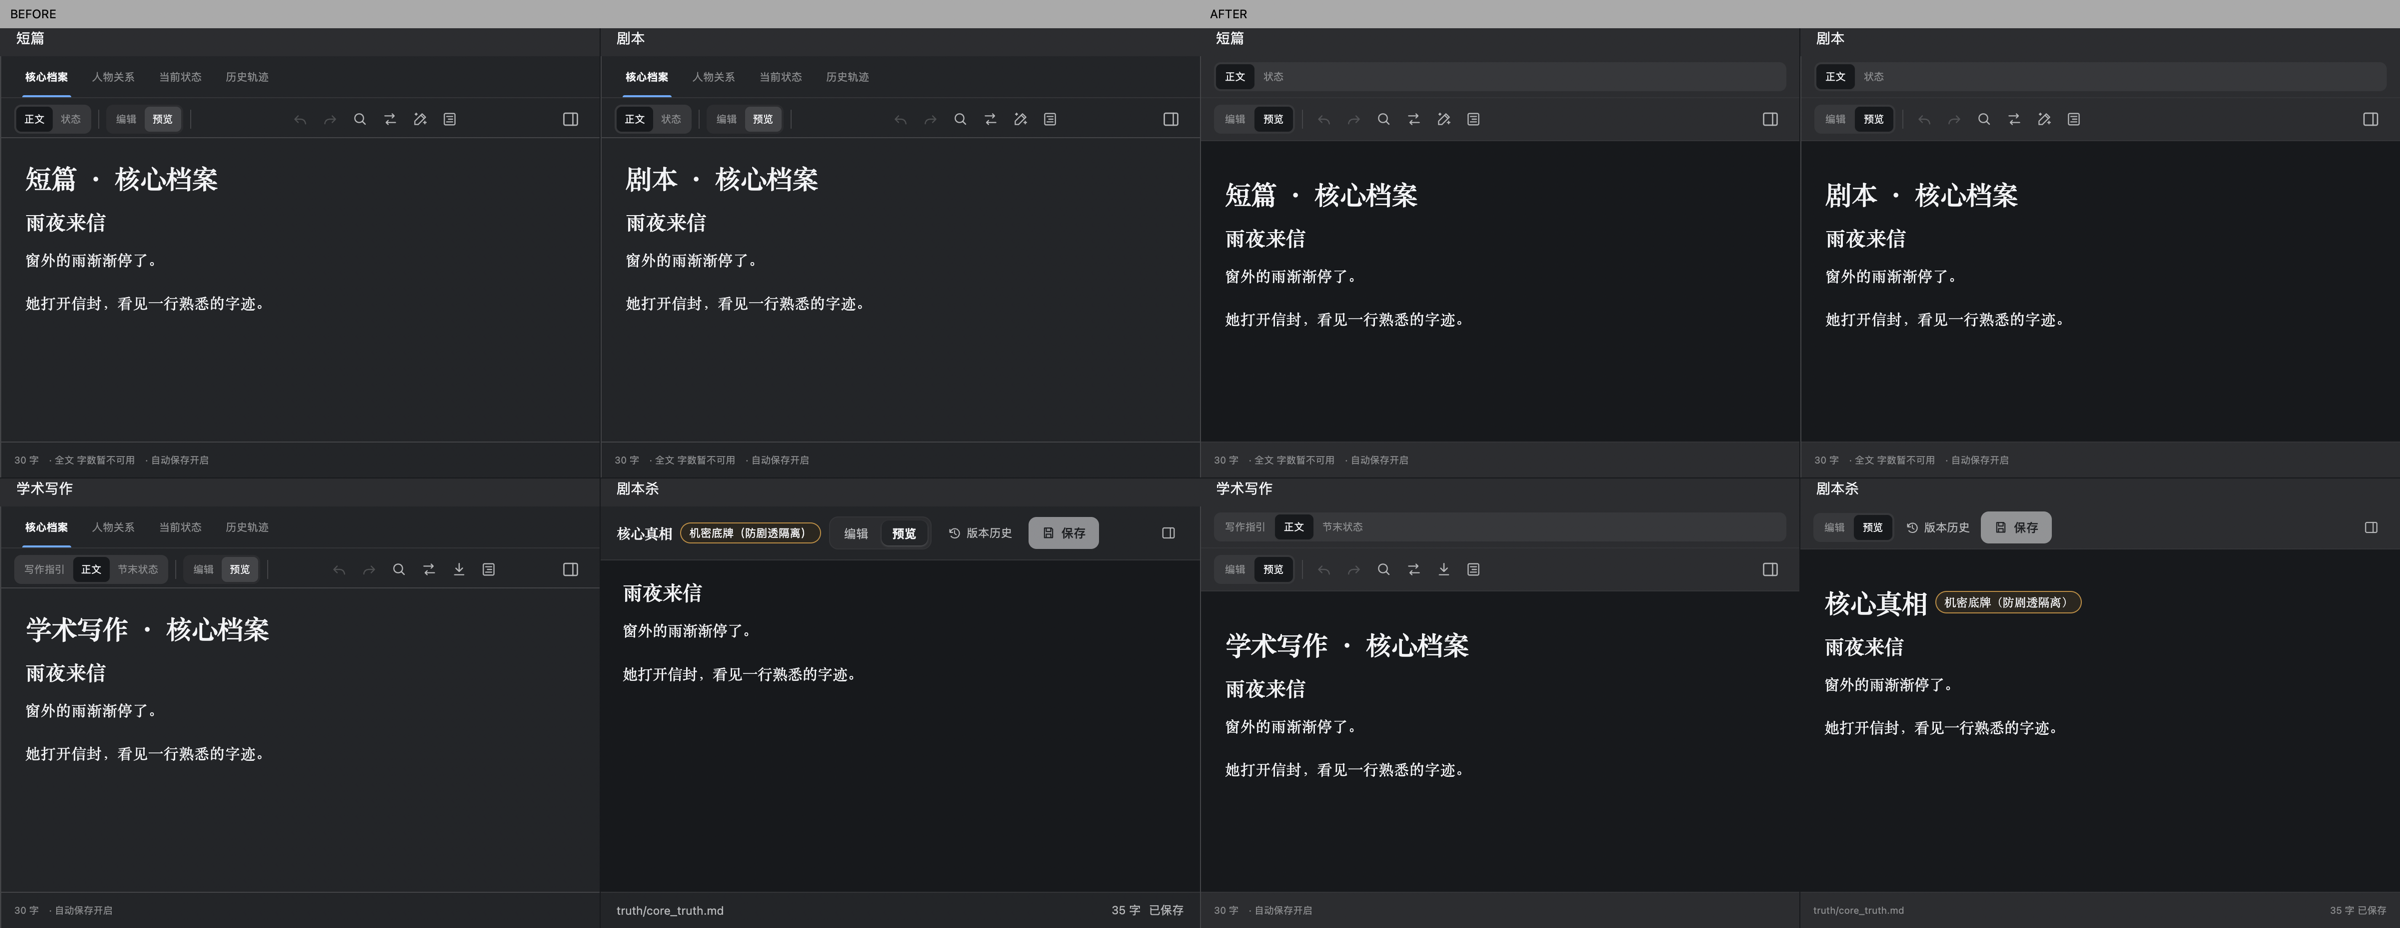 BEFORE
短篇
核心档案 人物关系 当前状态 历史轨迹
正文 状态 编辑 预览
短篇 · 核心档案
雨夜来信
窗外的雨渐渐停了。
她打开信封，看见一行熟悉的字迹。
30 字 · 全文 字数暂不可用 · 自动保存开启
剧本
核心档案 人物关系 当前状态 历史轨迹
正文 状态 编辑 预览
剧本 · 核心档案
雨夜来信
窗外的雨渐渐停了。
她打开信封，看见一行熟悉的字迹。
30 字 · 全文 字数暂不可用 · 自动保存开启
学术写作
核心档案 人物关系 当前状态 历史轨迹
写作指引 正文 节末状态 编辑 预览
学术写作 · 核心档案
雨夜来信
窗外的雨渐渐停了。
她打开信封，看见一行熟悉的字迹。
30 字 · 自动保存开启
剧本杀
核心真相 机密底牌（防剧透隔离） 编辑 预览 版本历史 保存
雨夜来信
窗外的雨渐渐停了。
她打开信封，看见一行熟悉的字迹。
truth/core_truth.md 35 字 已保存
AFTER
短篇
正文 状态
编辑 预览
短篇 · 核心档案
雨夜来信
窗外的雨渐渐停了。
她打开信封，看见一行熟悉的字迹。
30 字 · 全文 字数暂不可用 · 自动保存开启
剧本
正文 状态
编辑 预览
剧本 · 核心档案
雨夜来信
窗外的雨渐渐停了。
她打开信封，看见一行熟悉的字迹。
30 字 · 全文 字数暂不可用 · 自动保存开启
学术写作
写作指引 正文 节末状态
编辑 预览
学术写作 · 核心档案
雨夜来信
窗外的雨渐渐停了。
她打开信封，看见一行熟悉的字迹。
30 字 · 自动保存开启
剧本杀
编辑 预览 版本历史 保存
核心真相 机密底牌（防剧透隔离）
雨夜来信
窗外的雨渐渐停了。
她打开信封，看见一行熟悉的字迹。
truth/core_truth.md 35 字 已保存